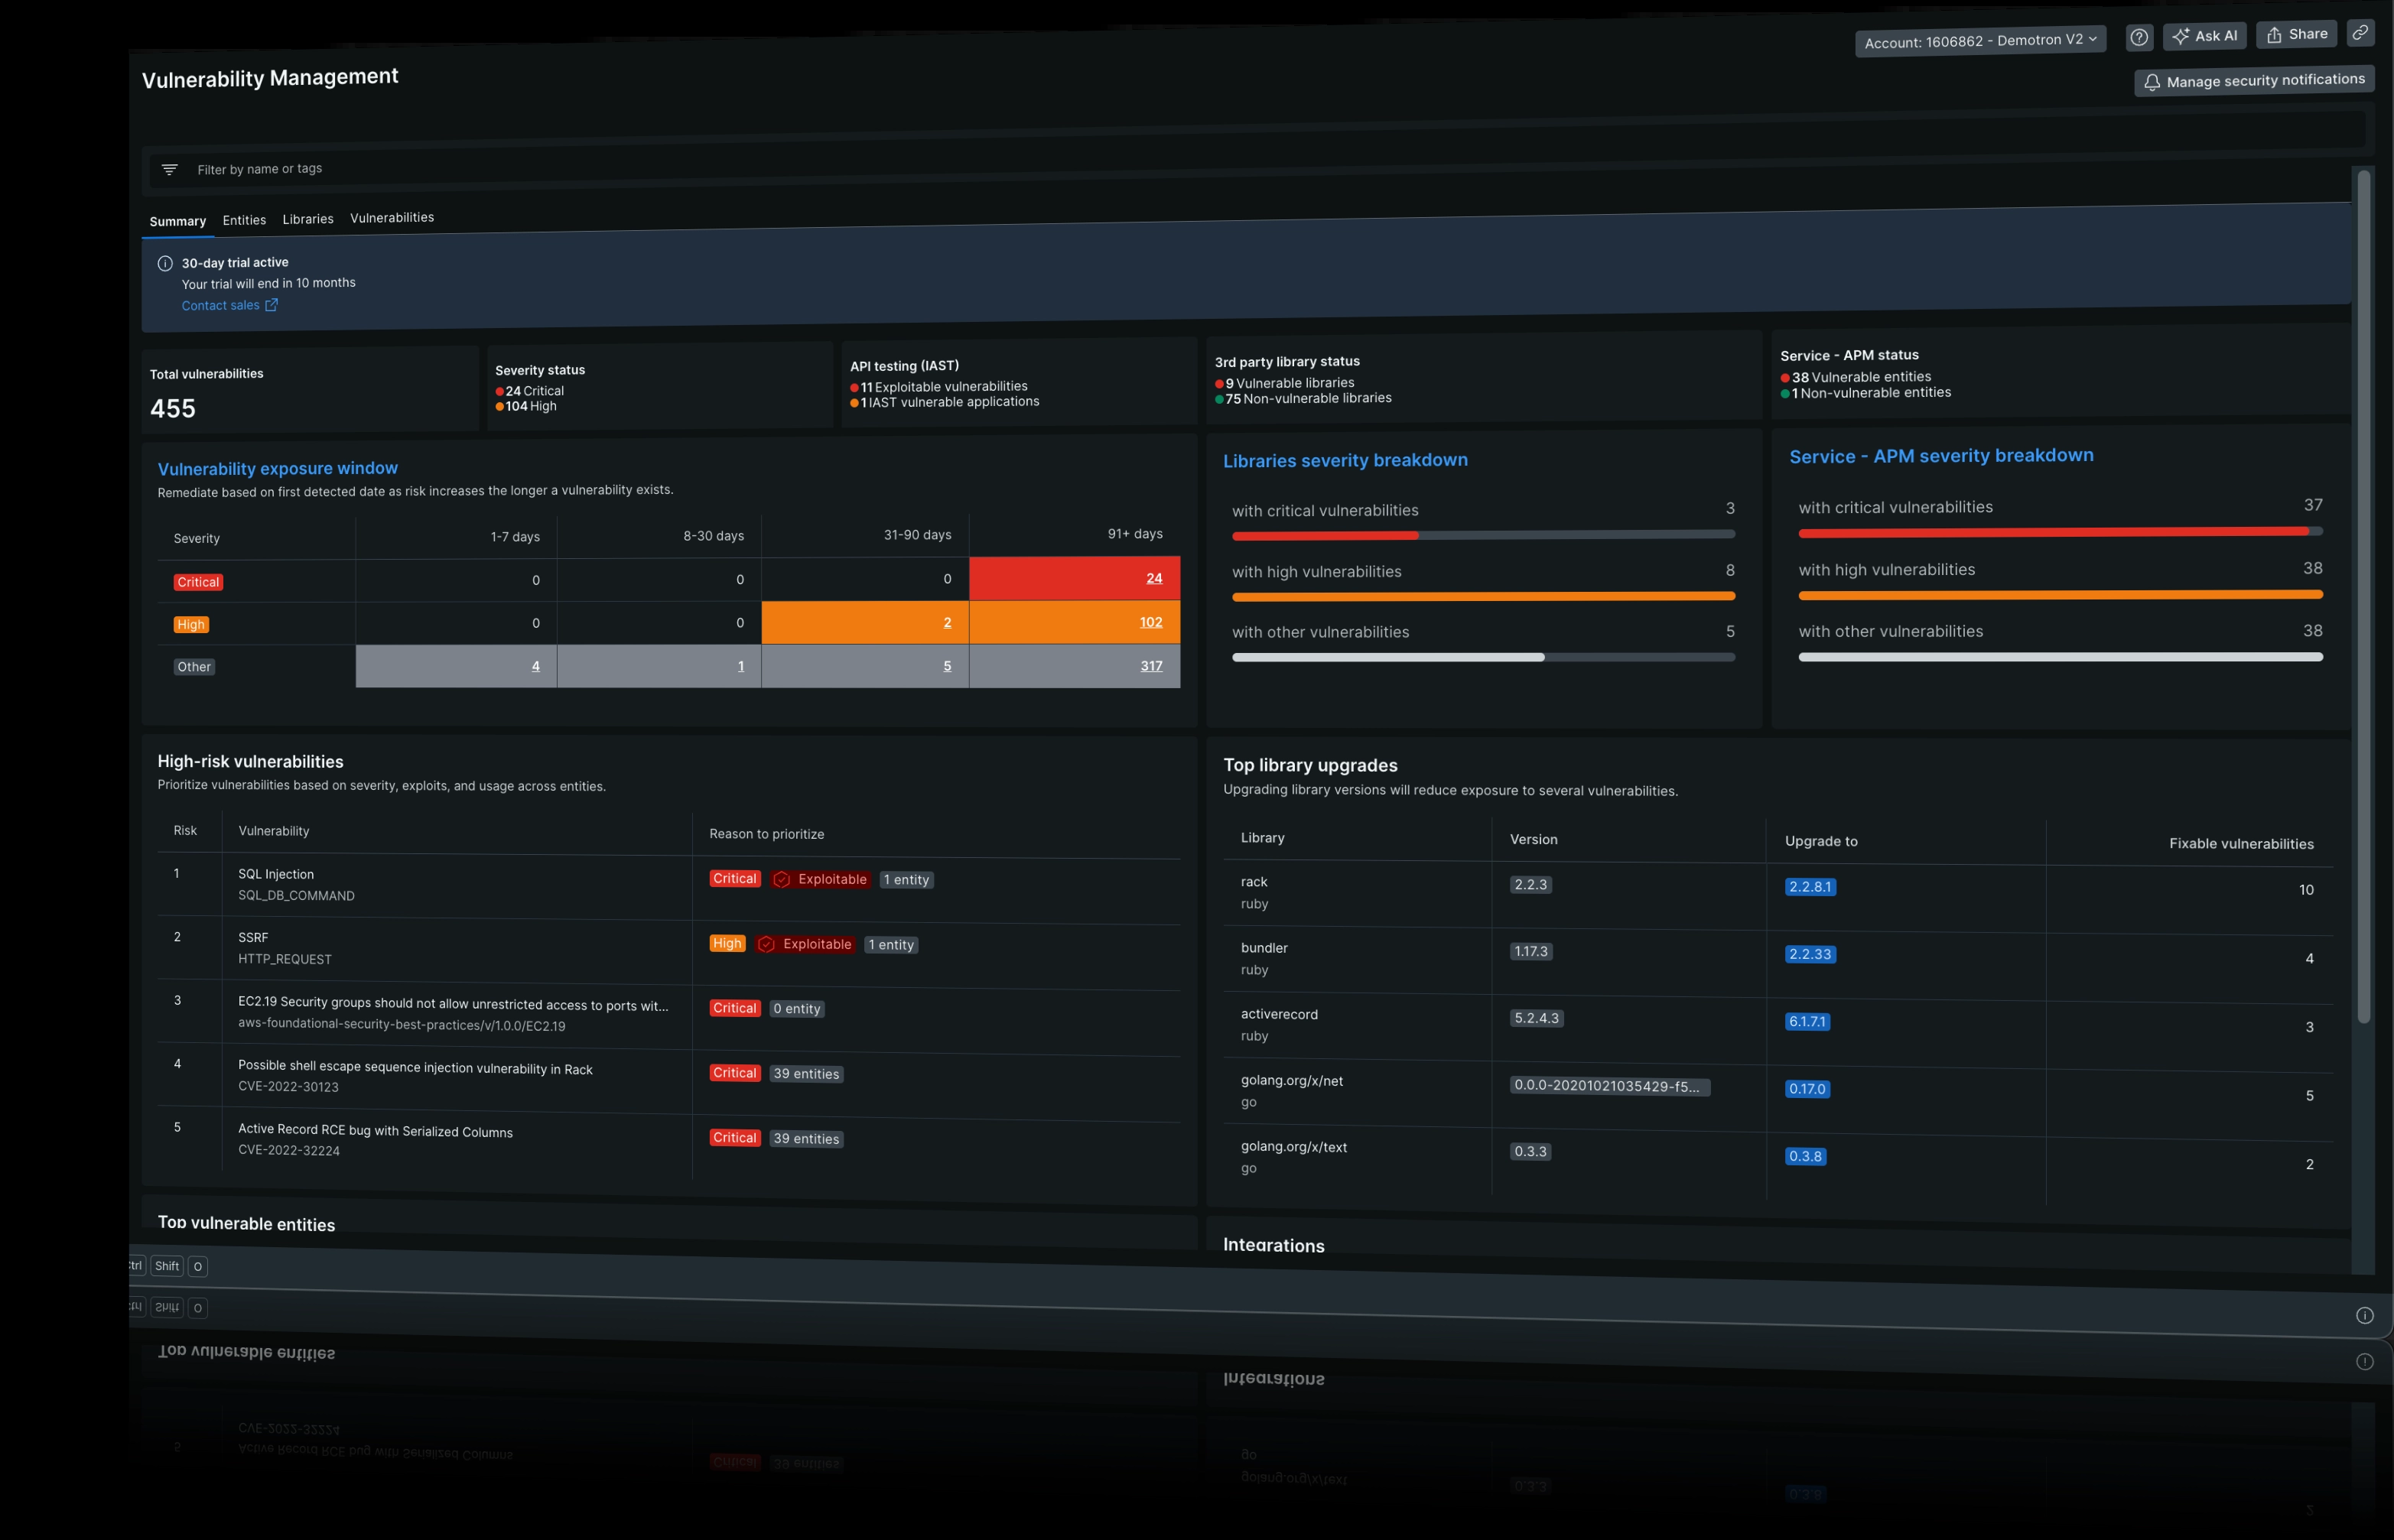 Vulnerability Management
Account: 1606862 - Demotron V2
Ask AI
Share
Manage security notifications
Filter by name or tags
Summary Entities Libraries Vulnerabilities
30-day trial active
Your trial will end in 10 months
Contact sales
Total vulnerabilities
455
Severity status
24 Critical
104 High
API testing (IAST)
11 Exploitable vulnerabilities
1 IAST vulnerable applications
3rd party library status
9 Vulnerable libraries
75 Non-vulnerable libraries
Service - APM status
38 Vulnerable entities
1 Non-vulnerable entities
Vulnerability exposure window
Remediate based on first detected date as risk increases the longer a vulnerability exists.
Severity 1-7 days 8-30 days 31-90 days 91+ days
Critical 0 0 0 24
High 0 0 2 102
Other 4 1 5 317
Libraries severity breakdown
with critical vulnerabilities 3
with high vulnerabilities 8
with other vulnerabilities 5
Service - APM severity breakdown
with critical vulnerabilities 37
with high vulnerabilities 38
with other vulnerabilities 38
High-risk vulnerabilities
Prioritize vulnerabilities based on severity, exploits, and usage across entities.
Risk Vulnerability Reason to prioritize
1 SQL Injection Critical Exploitable 1 entity
SQL_DB_COMMAND
2 SSRF High Exploitable 1 entity
HTTP_REQUEST
3 EC2.19 Security groups should not allow unrestricted access to ports wit... Critical 0 entity
aws-foundational-security-best-practices/v/1.0.0/EC2.19
4 Possible shell escape sequence injection vulnerability in Rack Critical 39 entities
CVE-2022-30123
5 Active Record RCE bug with Serialized Columns Critical 39 entities
CVE-2022-32224
Top library upgrades
Upgrading library versions will reduce exposure to several vulnerabilities.
Library Version Upgrade to Fixable vulnerabilities
rack 2.2.3 2.2.8.1 10
ruby
bundler 1.17.3 2.2.33 4
ruby
activerecord 5.2.4.3 6.1.7.1 3
ruby
golang.org/x/net 0.0.0-20201021035429-f5... 0.17.0 5
go
golang.org/x/text 0.3.3 0.3.8 2
go
Top vulnerable entities
Integrations
Shift O